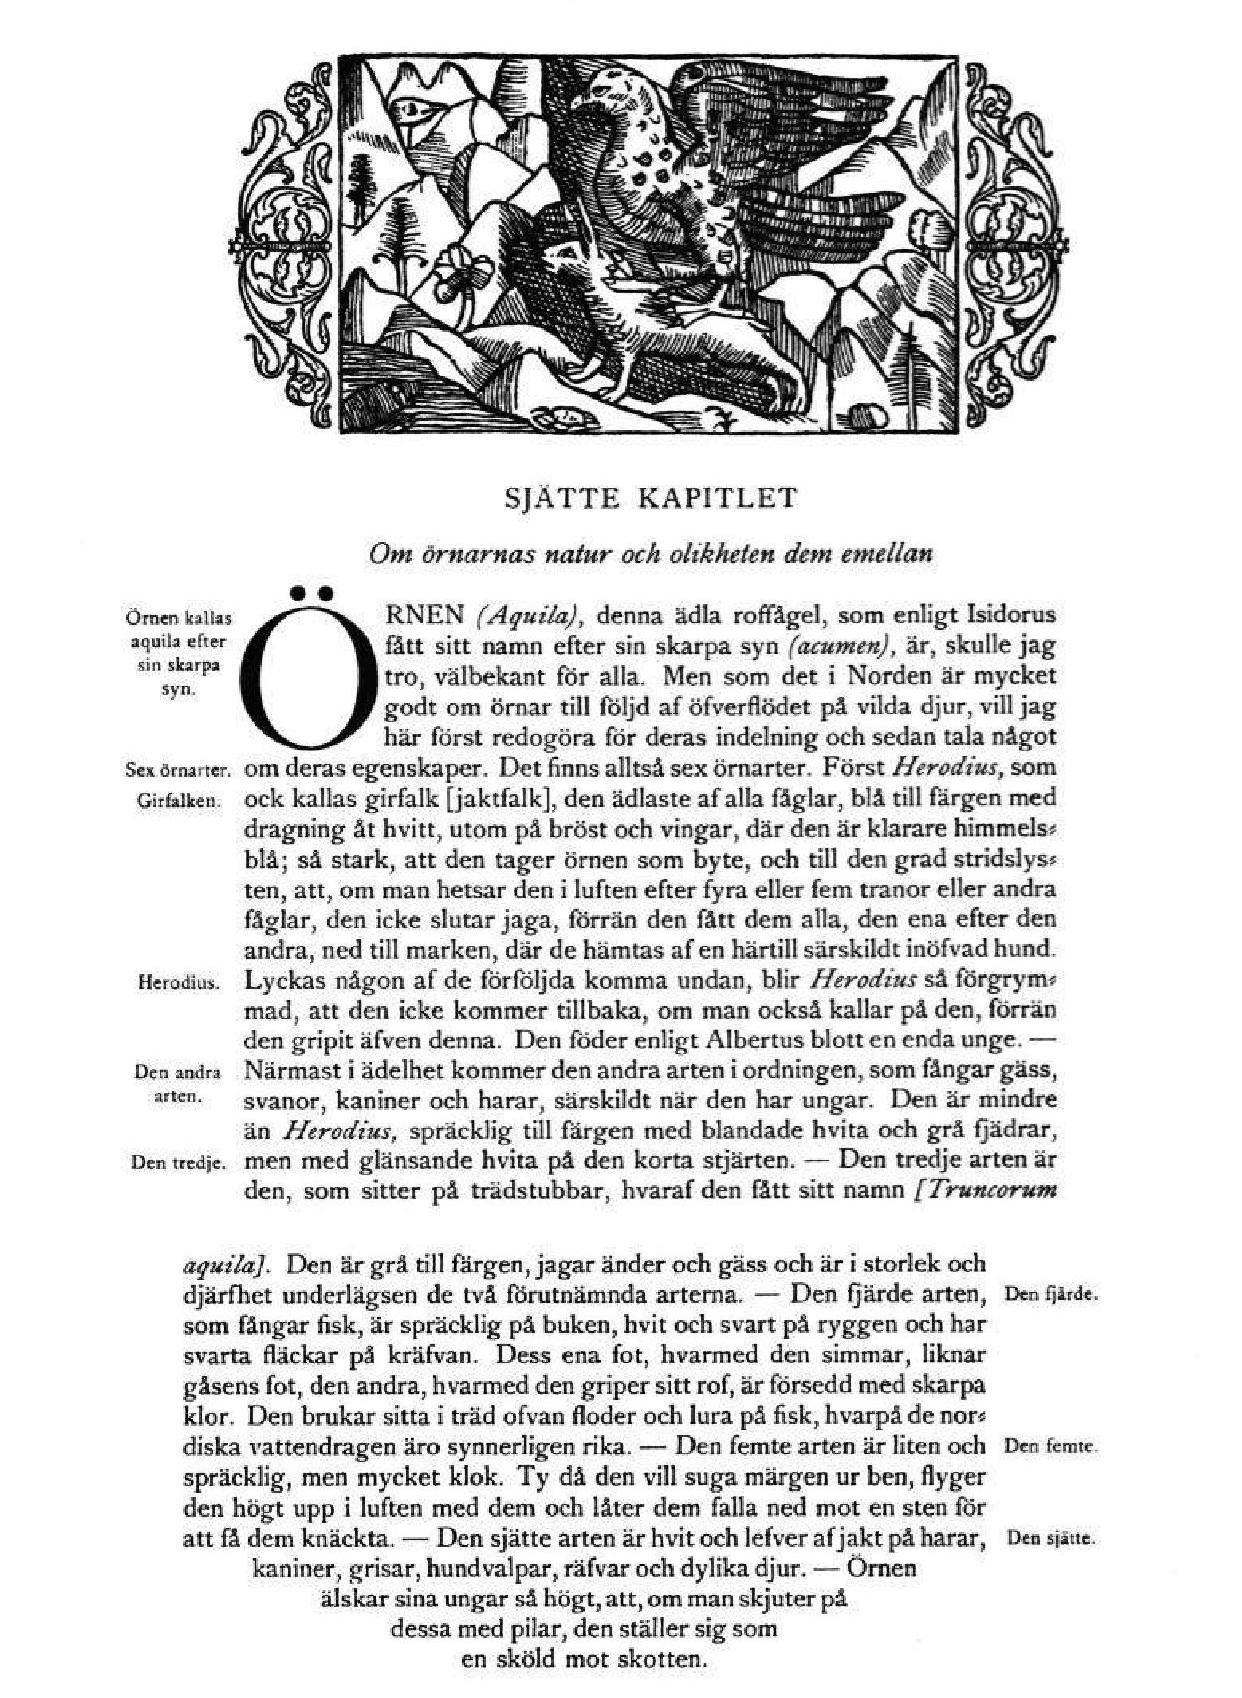 SJÄTTE KAPITLET
Om örnarnas natur och olikheten dem emellan
Örnen kallas
aquila efter
sin skarpa
syn.
ÖRNEN (Aquila), denna ädla roffågel, som enligt Isidorus
fått sitt namn efter sin skarpa syn (acumen), är, skulle jag
tro, välbekant för alla. Men som det i Norden är mycket
godt om örnar till följd af öfverflödet på vilda djur, vill jag
här först redogöra för deras indelning och sedan tala något
Sex örnarter.
om deras egenskaper. Det finns alltså sex örnarter. Först Herodius, som
Girfalken.
ock kallas girfalk [jaktfalk], den ädlaste af alla fåglar, blå till färgen med
dragning åt hvitt, utom på bröst och vingar, där den är klarare himmels⸗
blå; så stark, att den tager örnen som byte, och till den grad stridslys⸗
ten, att, om man hetsar den i luften efter fyra eller fem tranor eller andra
fåglar, den icke slutar jaga, förrän den fått dem alla, den ena efter den
andra, ned till marken, där de hämtas af en härtill särskildt inöfvad hund.
Herodius.
Lyckas någon af de förföljda komma undan, blir Herodius så förgrym⸗
mad, att den icke kommer tillbaka, om man också kallar på den, förrän
den gripit äfven denna. Den föder enligt Albertus blott en enda unge. —
Den andra
arten.
Närmast i ädelhet kommer den andra arten i ordningen, som fångar gäss,
svanor, kaniner och harar, särskildt när den har ungar. Den är mindre
än Herodius, spräcklig till färgen med blandade hvita och grå fjädrar,
Den tredje.
men med glänsande hvita på den korta stjärten. — Den tredje arten är
den, som sitter på trädstubbar, hvaraf den fått sitt namn [Truncorum
aquila]. Den är grå till färgen, jagar änder och gäss och är i storlek och
djärfhet underlägsen de två förutnämnda arterna. — Den fjärde arten,
Den fjärde.
som fångar fisk, är spräcklig på buken, hvit och svart på ryggen och har
svarta fläckar på kräfvan. Dess ena fot, hvarmed den simmar, liknar
gåsens fot, den andra, hvarmed den griper sitt rof, är försedd med skarpa
klor. Den brukar sitta i träd ofvan floder och lura på fisk, hvarpå de nor⸗
diska vattendragen äro synnerligen rika. — Den femte arten är liten och
Den femte.
spräcklig, men mycket klok. Ty då den vill suga märgen ur ben, flyger
den högt upp i luften med dem och låter dem falla ned mot en sten för
att få dem knäckta. — Den sjätte arten är hvit och lefver af jakt på harar,
Den sjätte.
kaniner, grisar, hundvalpar, räfvar och dylika djur. — Örnen
älskar sina ungar så högt, att, om man skjuter på
dessa med pilar, den ställer sig som
en sköld mot skotten.